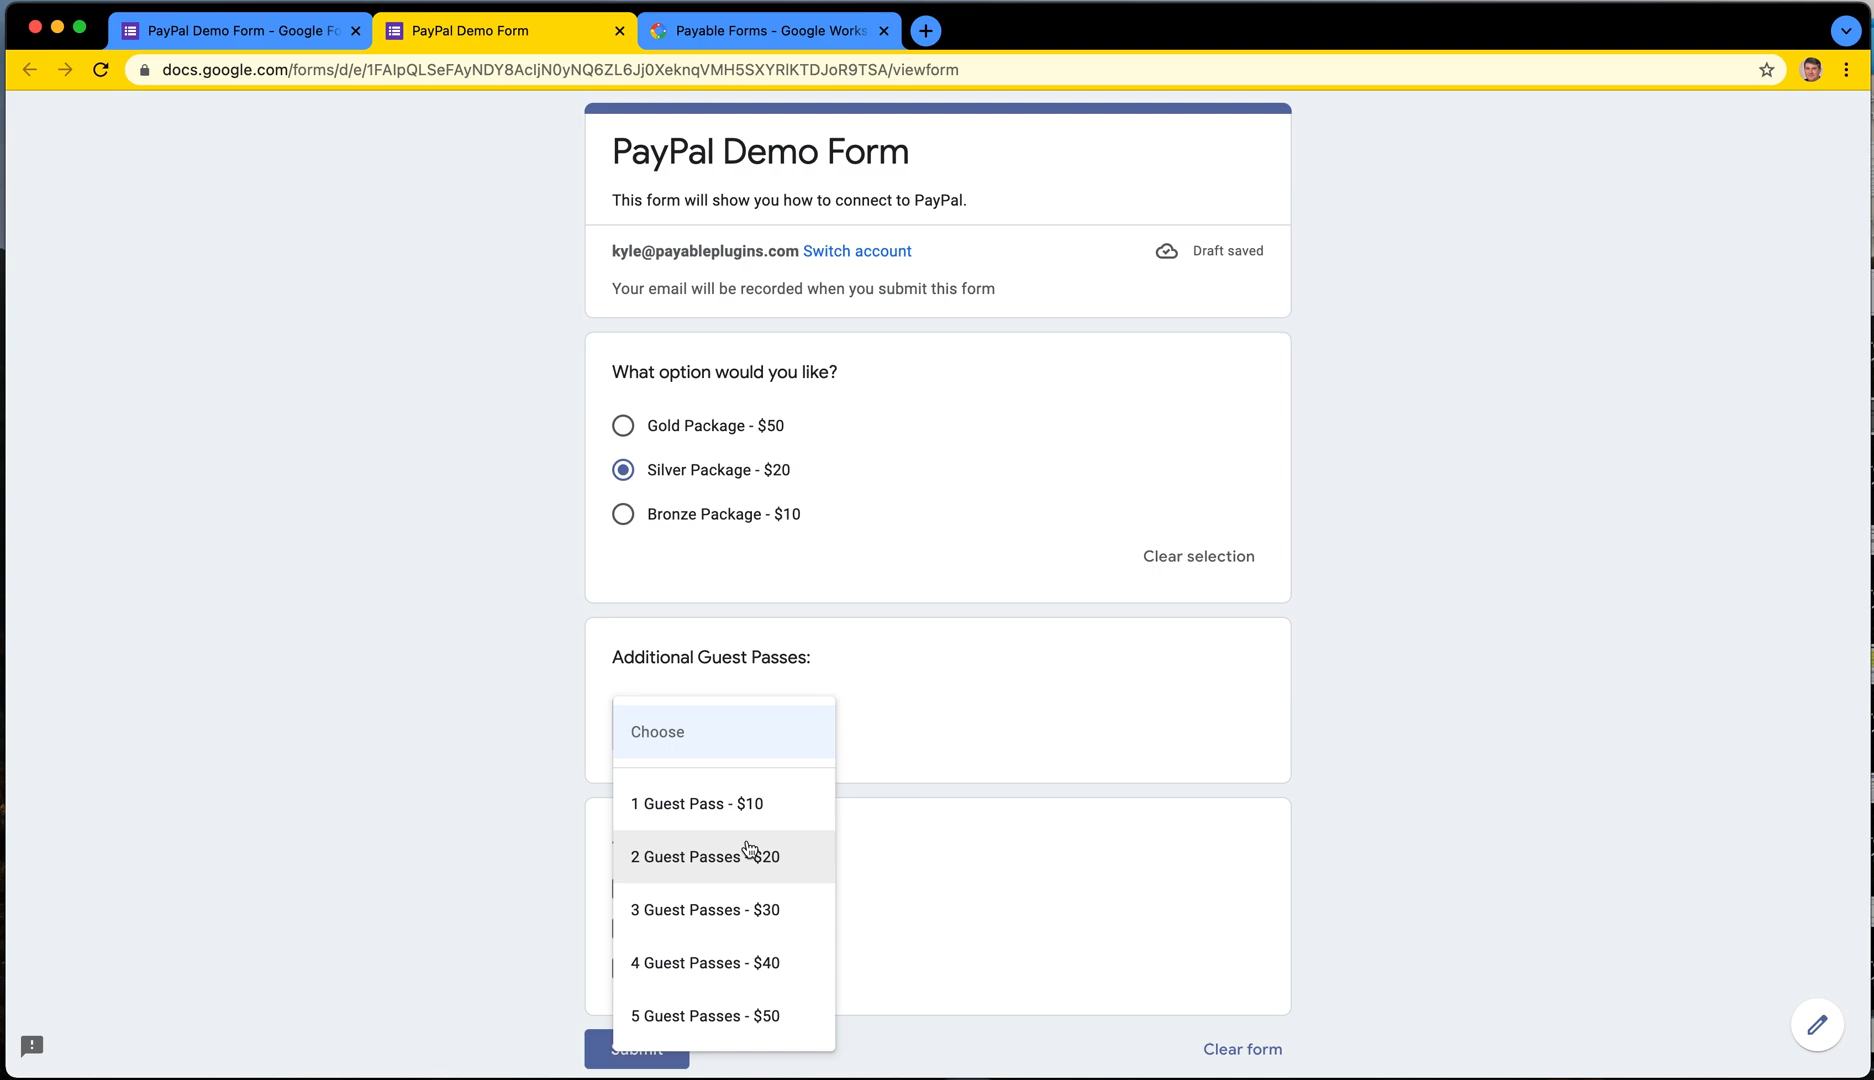 PayPal Demo Form - Google Fo
PayPal Demo Form
Payable Forms - Google Works
docs.google.com/forms/d/e/1FAIpQLSeFAyNDY8AcIjN0yNQ6ZL6Jj0XeknqVMH5SXYRlKTDJoR9TSA/viewform
PayPal Demo Form
This form will show you how to connect to PayPal.
kyle@payableplugins.com Switch account
Draft saved
Your email will be recorded when you submit this form
What option would you like?
Gold Package - $50
Silver Package - $20
Bronze Package - $10
Clear selection
Additional Guest Passes:
Choose
1 Guest Pass - $10
2 Guest Passes - $20
3 Guest Passes - $30
4 Guest Passes - $40
5 Guest Passes - $50
Submit
Clear form